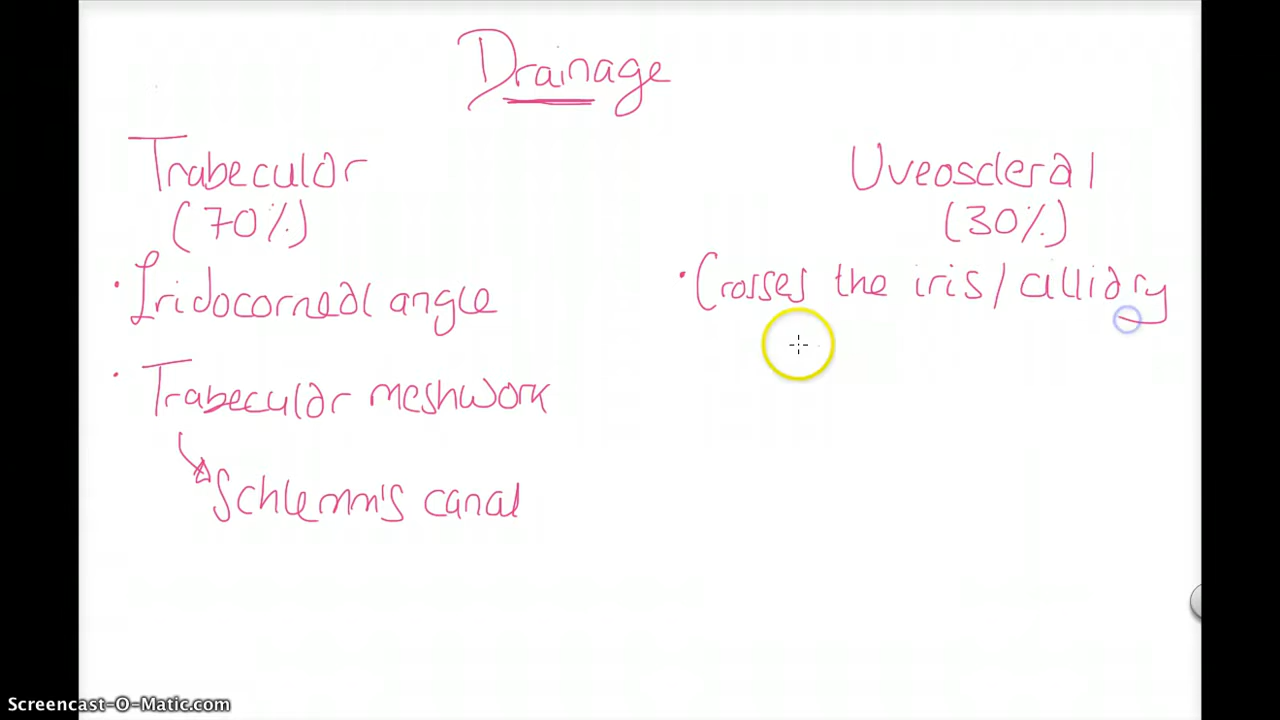 Drainage
Trabecular
(70%)
· Iridocorneal angle
· Trabecular meshwork
Schlemm's canal
Uveoscleral
(30%)
· Crosses the iris/cilliary
Screencast-O-Matic.com